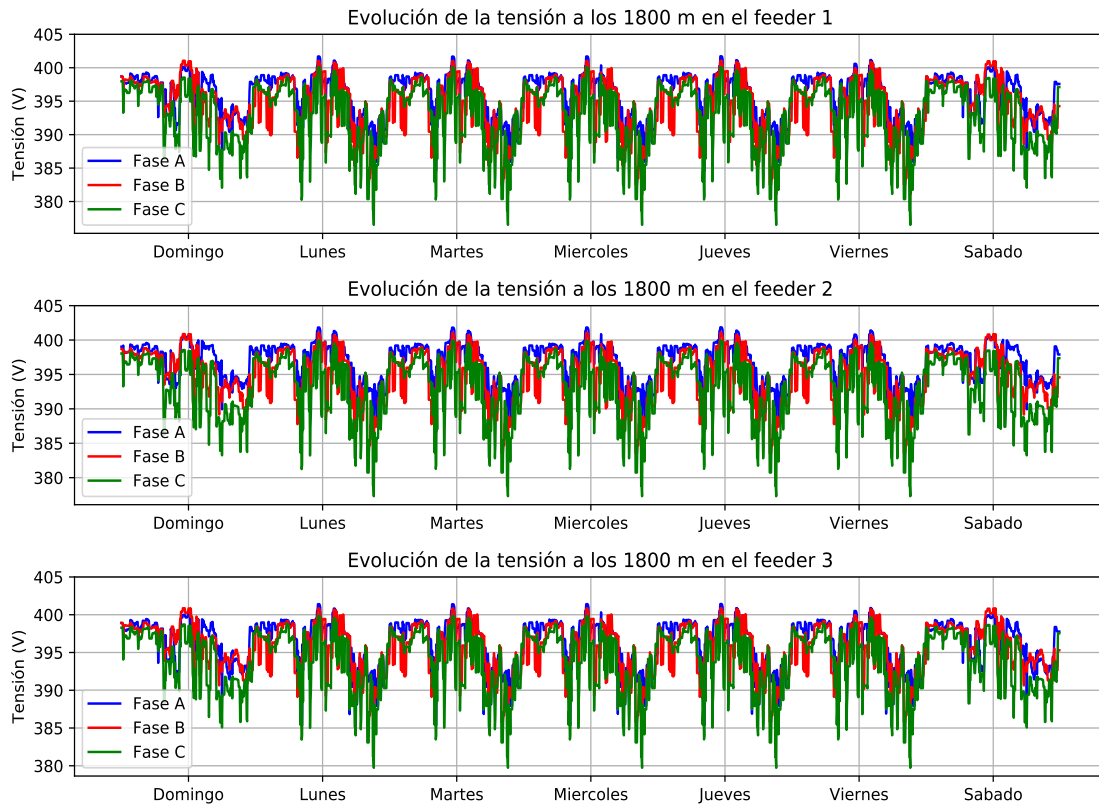 Evolución de la tensión a los 1800 m en el feeder 1
405
400
395
390
385
380
Tensión (V)
Fase A
Fase B
Fase C
Domingo Lunes Martes Miercoles Jueves Viernes Sabado
Evolución de la tensión a los 1800 m en el feeder 2
405
400
395
390
385
380
Tensión (V)
Fase A
Fase B
Fase C
Domingo Lunes Martes Miercoles Jueves Viernes Sabado
Evolución de la tensión a los 1800 m en el feeder 3
405
400
395
390
385
380
Tensión (V)
Fase A
Fase B
Fase C
Domingo Lunes Martes Miercoles Jueves Viernes Sabado